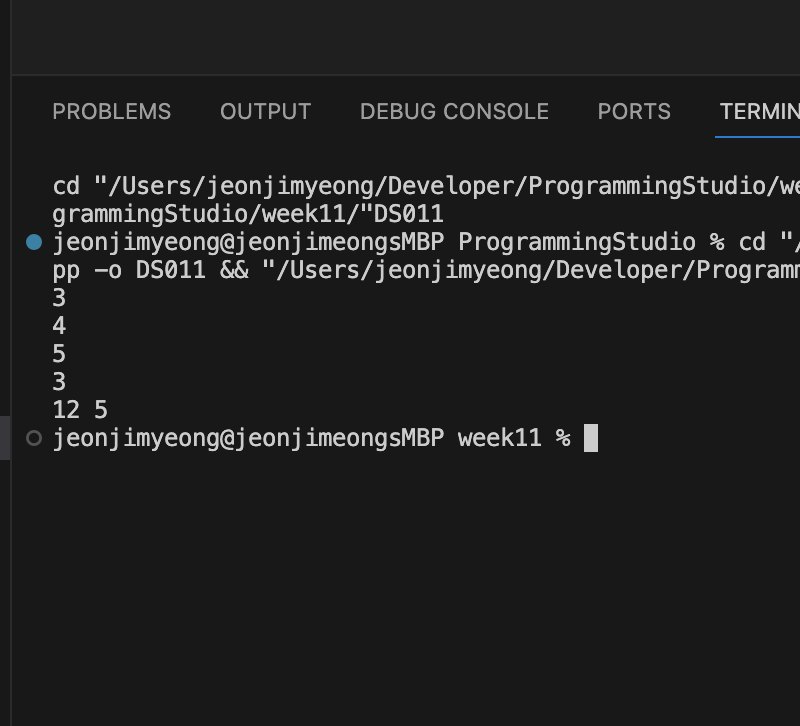 PROBLEMS OUTPUT DEBUG CONSOLE PORTS
cd "/Users/jeonjimyeong/Developer/ProgrammingStudio/we
grammingStudio/week11/"DS011
jeonjimyeong@jeonjimeongsMBP ProgrammingStudio % cd "/
pp -o DS011 && "/Users/jeonjimyeong/Developer/Programm
3
4
5
3
12 5
jeonjimyeong@jeonjimeongsMBP week11 %